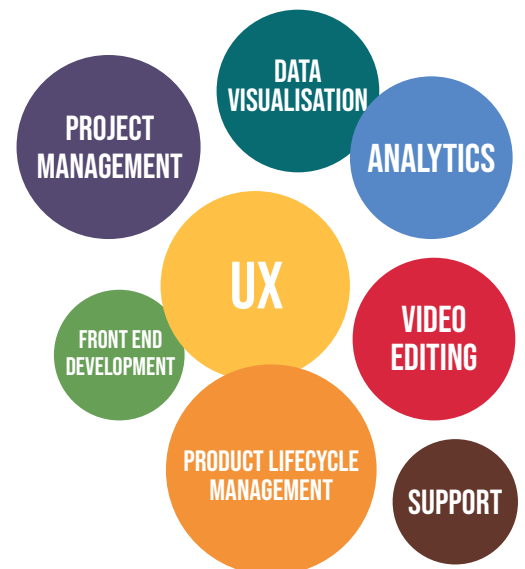 DATA
VISUALISATION
PROJECT
MANAGEMENT
ANALYTICS
UX
VIDEO
EDITING
FRONT END
DEVELOPMENT
PRODUCT LIFECYCLE
MANAGEMENT
SUPPORT